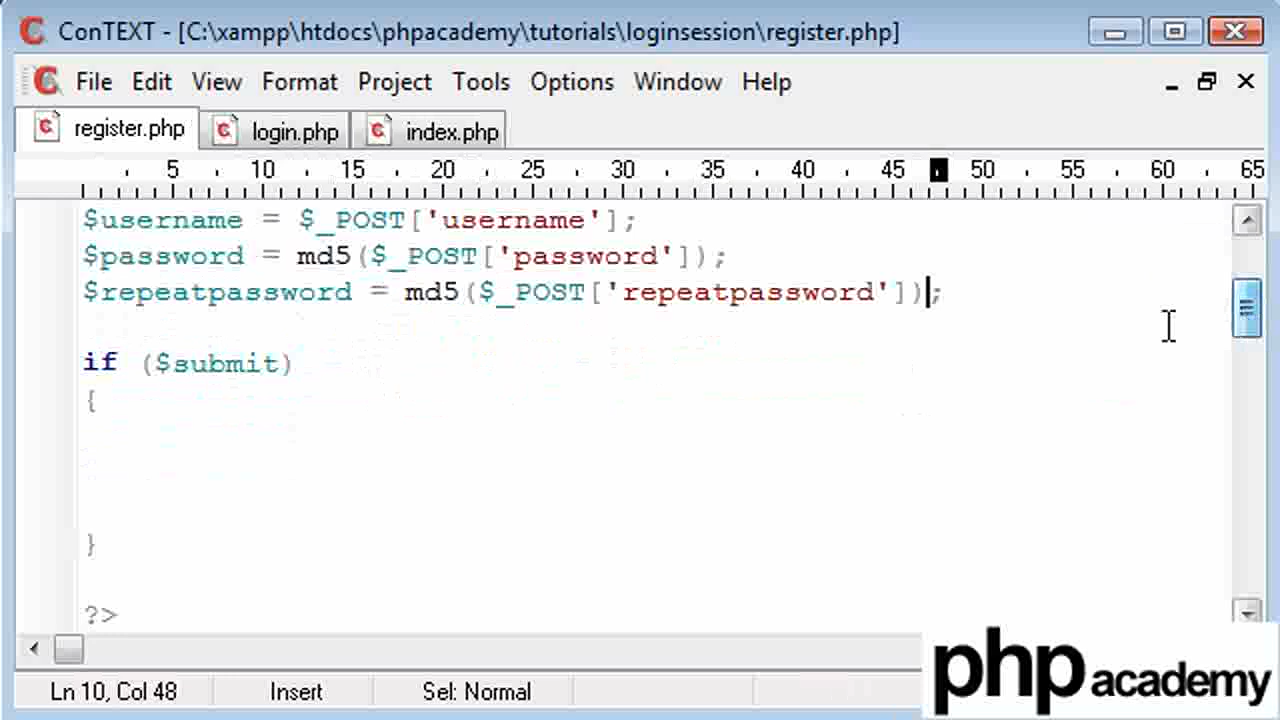 ConTEXT - [C:\xampp\htdocs\phpacademy\tutorials\loginsession\register.php]
File Edit View Format Project Tools Options Window Help
register.php login.php index.php
5 10 15 20 25 30 35 40 45 50 55 60 65
$username = $_POST['username'];
$password = md5($_POST['password']);
$repeatpassword = md5($_POST['repeatpassword']);
if ($submit)
{
}
?>
Ln 10, Col 48 Insert Sel: Normal
php academy